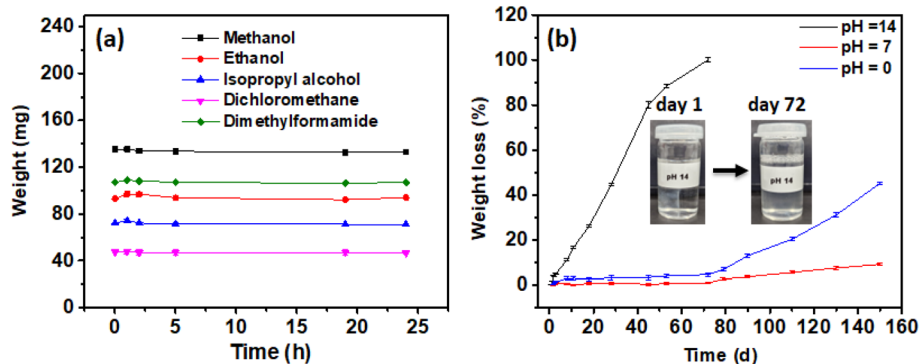 (a)
Methanol
Ethanol
Isopropyl alcohol
Dichloromethane
Dimethylformamide
Weight (mg)
240
200
160
120
80
40
0
0 5 10 15 20 25
Time (h)
(b)
pH =14
pH = 7
pH = 0
day 1 day 72
pH 14 pH 14
Weight loss (%)
120
100
80
60
40
20
0
0 20 40 60 80 90 110 120 140 160
Time (d)